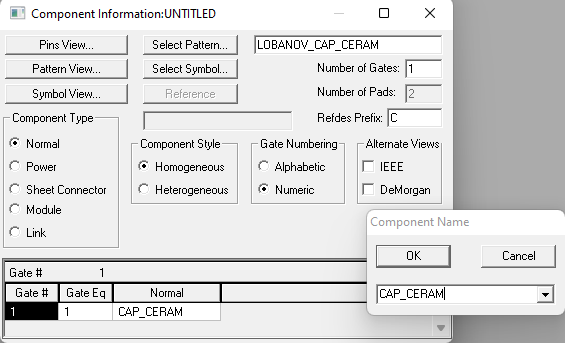 Component Information:UNTITLED
Pins View... Select Pattern... LOBANOV_CAP_CERAM
Pattern View... Select Symbol... Number of Gates: 1
Symbol View... Reference Number of Pads: 2
Refdes Prefix: C
Component Type
Normal
Power
Sheet Connector
Module
Link
Component Style
Homogeneous
Heterogeneous
Gate Numbering
Alphabetic
Numeric
Alternate Views
IEEE
DeMorgan
Component Name
OK Cancel
CAP_CERAM
Gate # 1
Gate # Gate Eq Normal
1 1 CAP_CERAM